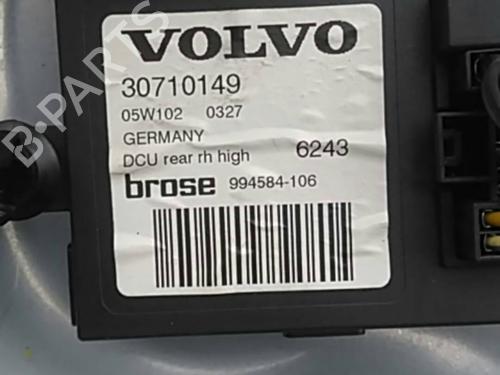 VOLVO
30710149
05W102 0327
GERMANY
DCU rear rh high 6243
brose 994584-106
B-PARTS